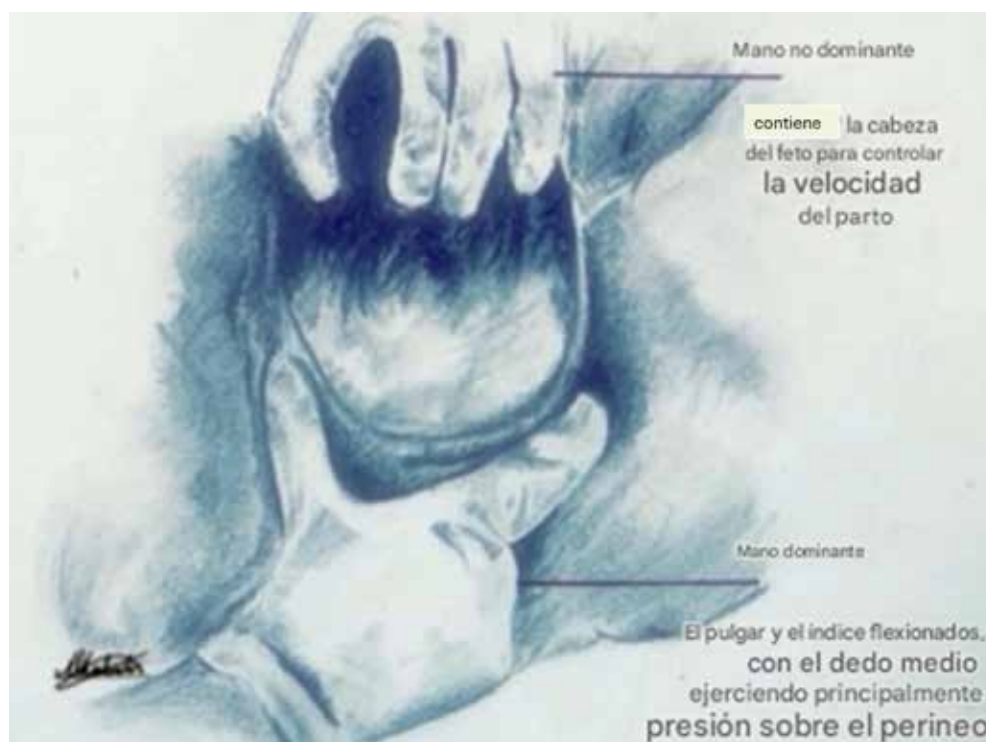 Mano no dominante
contiene la cabeza
del feto para controlar
la velocidad
del parto
Mano dominante
El pulgar y el índice flexionados,
con el dedo medio
ejerciendo principalmente
presión sobre el perineo